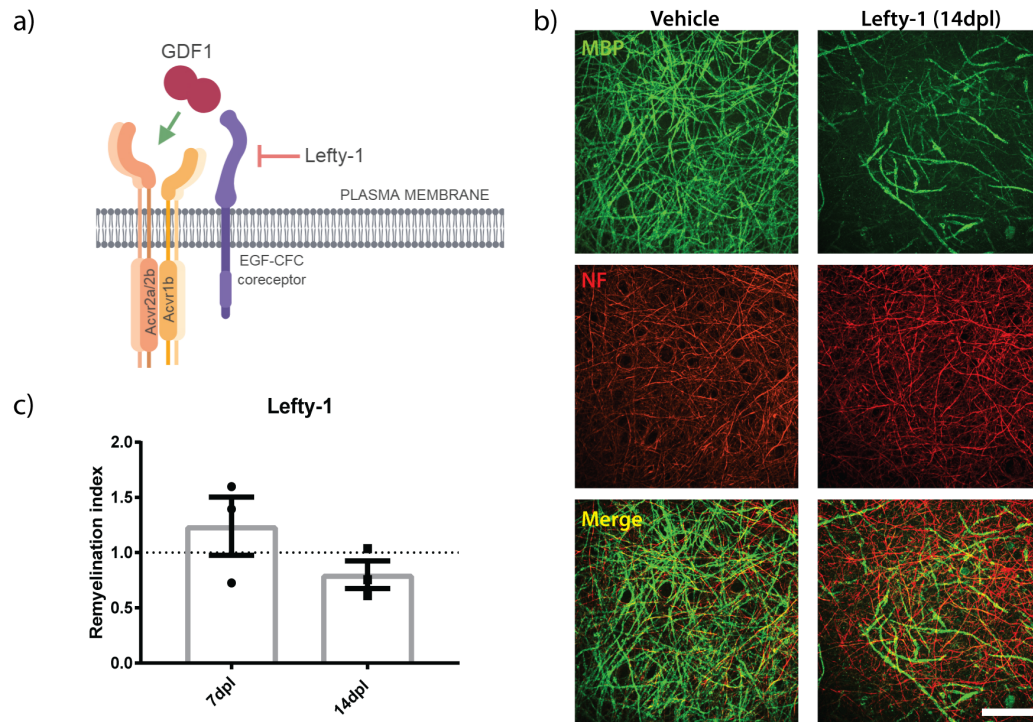 a)
GDF1
Lefty-1
PLASMA MEMBRANE
EGF-CFC
coreceptor
Acvr2a/2b
Acvr1b
b)
Vehicle
Lefty-1 (14dpl)
MBP
NF
Merge
c)
Lefty-1
Remyelination index
2.0
1.5
1.0
0.5
0.0
7dpl
14dpl